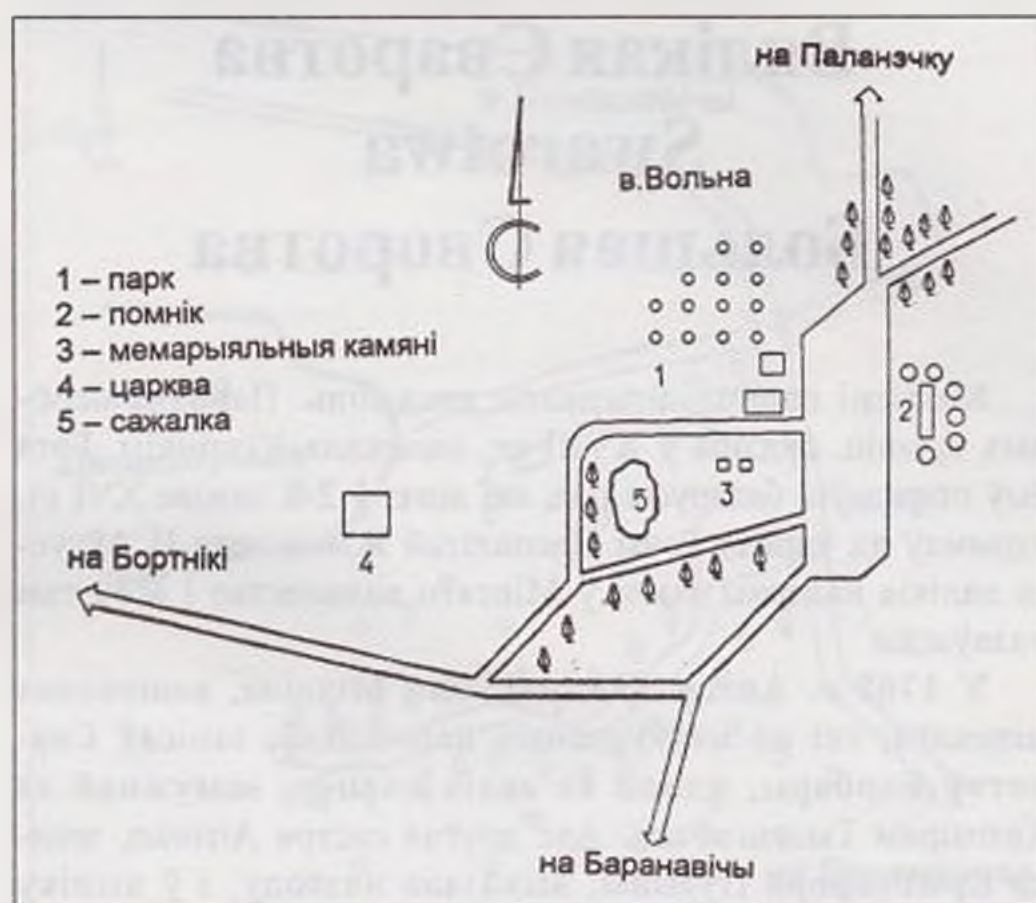 на Паланэчку
в.Вольна
1 – парк
2 – помнік
3 – мемарыяльныя камяні
4 – царква
5 – сажалка
1
2
5
3
4
на Бортнікі
на Баранавічы